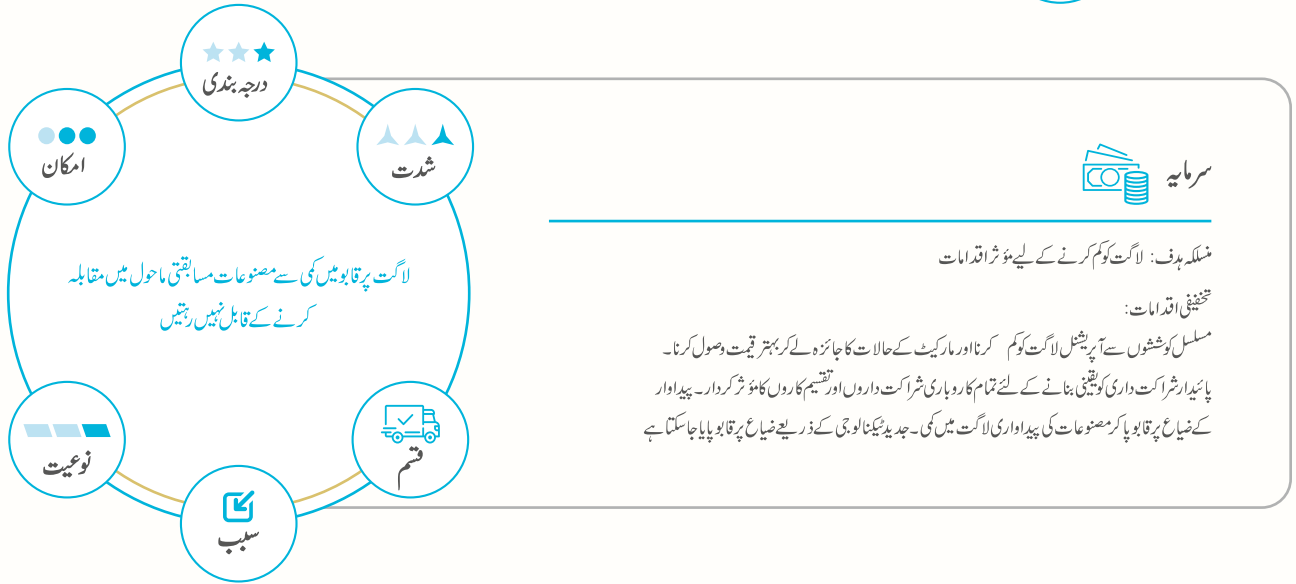 درجہ بندی
امکان
شدت
لاگت پر قابو میں کمی سے مصنوعات مسابقتی ماحول میں مقابلہ
کرنے کے قابل نہیں رہتیں
نوعیت
قسم
سبب
سرمایہ
منسلکہ ہدف: لاگت کو کم کرنے کے لیے مؤثر اقدامات
تخفیفی اقدامات:
مسلسل کوششوں سے آپریشنل لاگت کو کم کرنا اور مارکیٹ کے حالات کا جائزہ لے کر بہتر قیمت وصول کرنا۔
پائیدار شراکت داری کو یقینی بنانے کے لئے تمام کاروباری شراکت داروں اور تقسیم کاروں کا مؤثر کردار۔ پیداوار
کے ضیاع پر قابو پا کر مصنوعات کی پیداواری لاگت میں کمی۔ جدید ٹیکنالوجی کے ذریعے ضیاع پر قابو پایا جاسکتا ہے